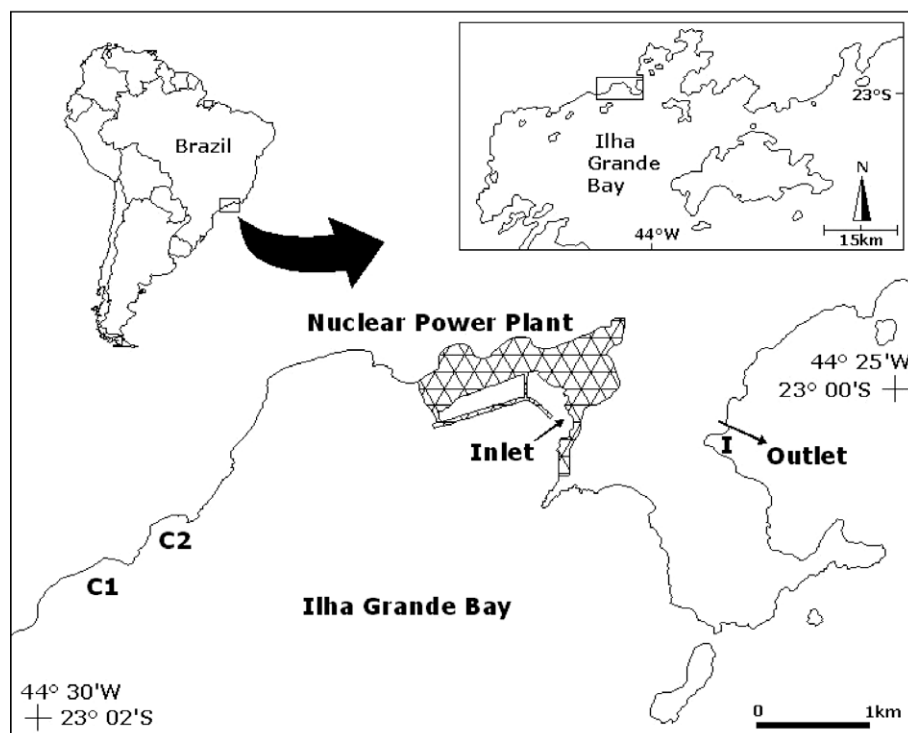 Brazil
Ilha
Grande
Bay
23°S
44°W
N
15km
Nuclear Power Plant
44° 25'W
23° 00'S
Inlet
I
Outlet
C2
C1
Ilha Grande Bay
44° 30'W
23° 02'S
0 1km